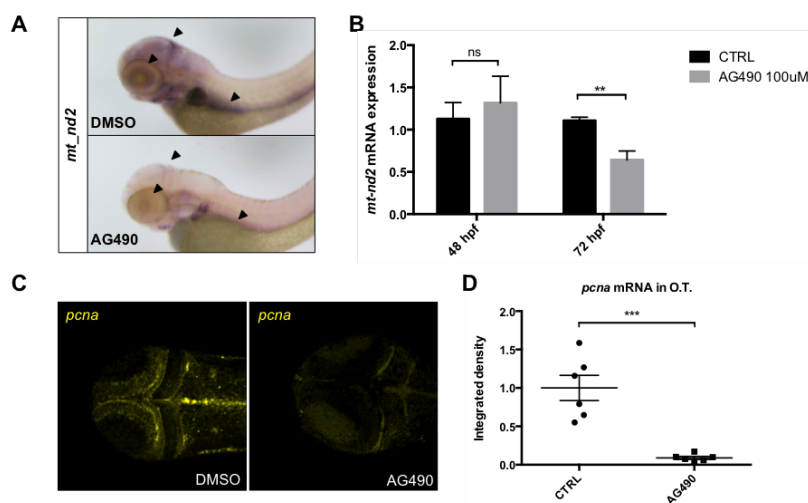 A
mt_nd2
DMSO
AG490
B
mt-nd2 mRNA expression
2.0
1.5
1.0
0.5
0.0
ns
**
48 hpf
72 hpf
CTRL
AG490 100uM
C
pcna
DMSO
pcna
AG490
D
pcna mRNA in O.T.
Integrated density
2.0
1.5
1.0
0.5
0.0
***
CTRL
AG490